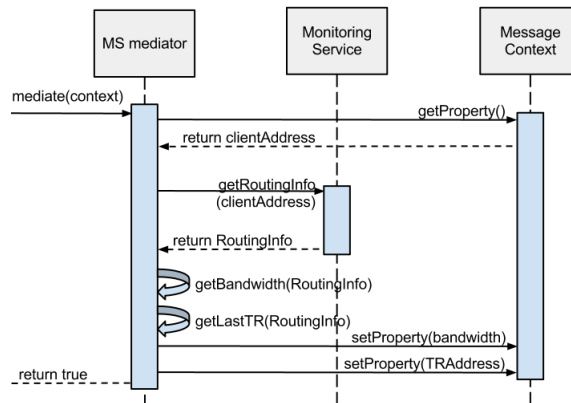 MS mediator
Monitoring
Service
Message
Context
mediate(context)
getProperty()
return clientAddress
getRoutingInfo
(clientAddress)
return RoutingInfo
getBandwidth(RoutingInfo)
getLastTR(RoutingInfo)
setProperty(bandwidth)
setProperty(TRAddress)
return true